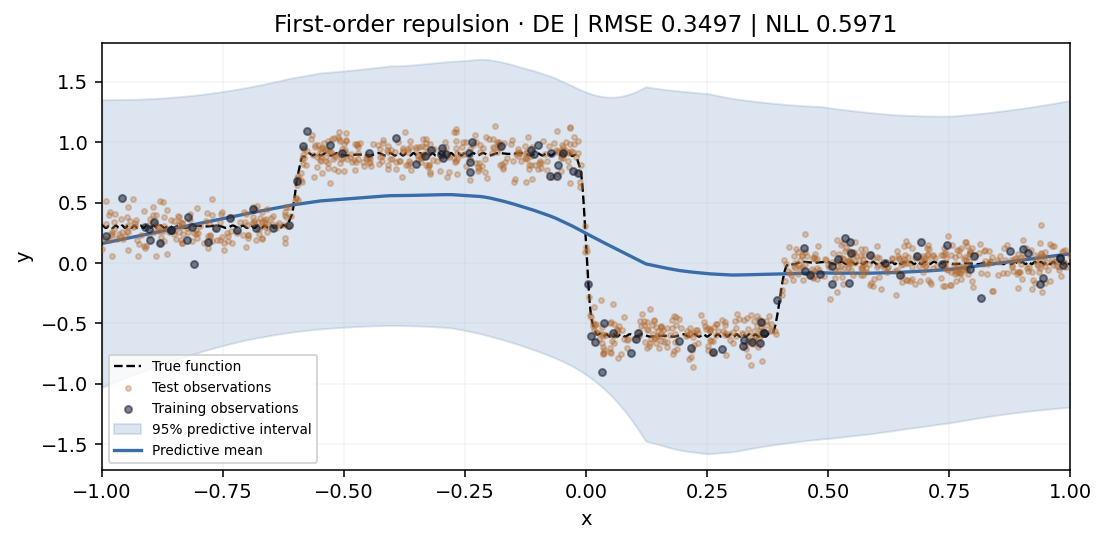 First-order repulsion · DE | RMSE 0.3497 | NLL 0.5971
y
1.5
1.0
0.5
0.0
−0.5
−1.0
−1.5
True function
Test observations
Training observations
95% predictive interval
Predictive mean
−1.00 −0.75 −0.50 −0.25 0.00 0.25 0.50 0.75 1.00
x